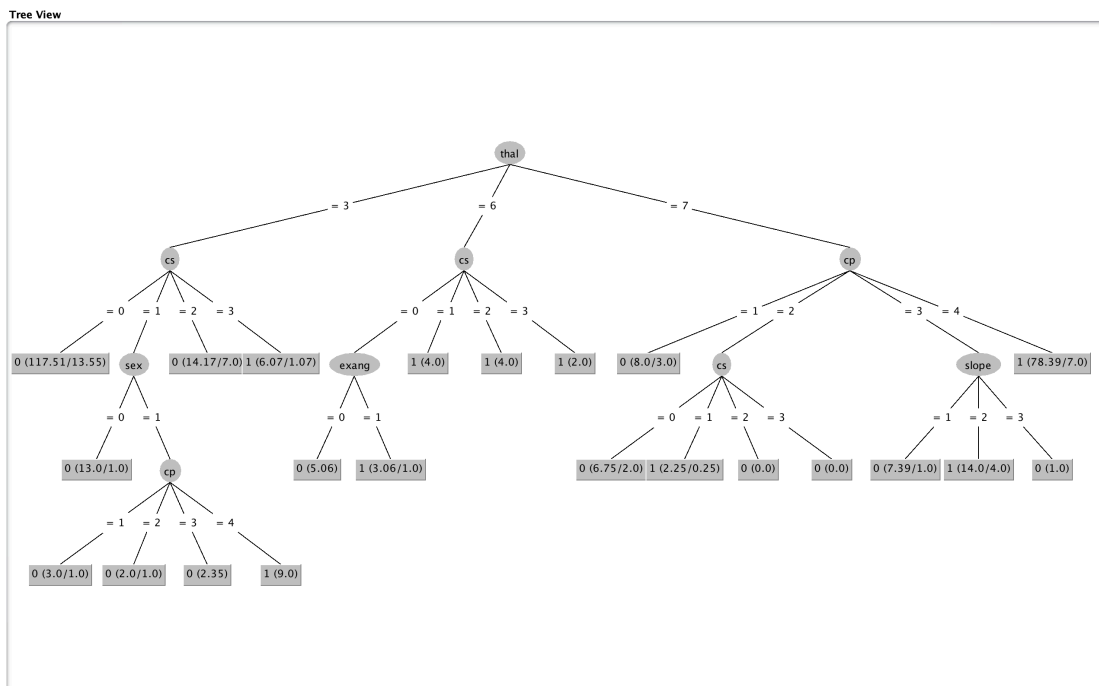 Tree View
thal
= 3 = 6 = 7
cs cs cp
= 0 = 1 = 2 = 3 = 0 = 1 = 2 = 3 = 1 = 2 = 3 = 4
0 (117.51/13.55) sex 0 (14.17/7.0) 1 (6.07/1.07) exang 1 (4.0) 1 (4.0) 1 (2.0) 0 (8.0/3.0) cs slope 1 (78.39/7.0)
= 0 = 1 = 0 = 1 = 0 = 1 = 2 = 3 = 1 = 2 = 3
0 (13.0/1.0) cp 0 (5.06) 1 (3.06/1.0) 0 (6.75/2.0) 1 (2.25/0.25) 0 (0.0) 0 (0.0) 0 (7.39/1.0) 1 (14.0/4.0) 0 (1.0)
= 1 = 2 = 3 = 4
0 (3.0/1.0) 0 (2.0/1.0) 0 (2.35) 1 (9.0)